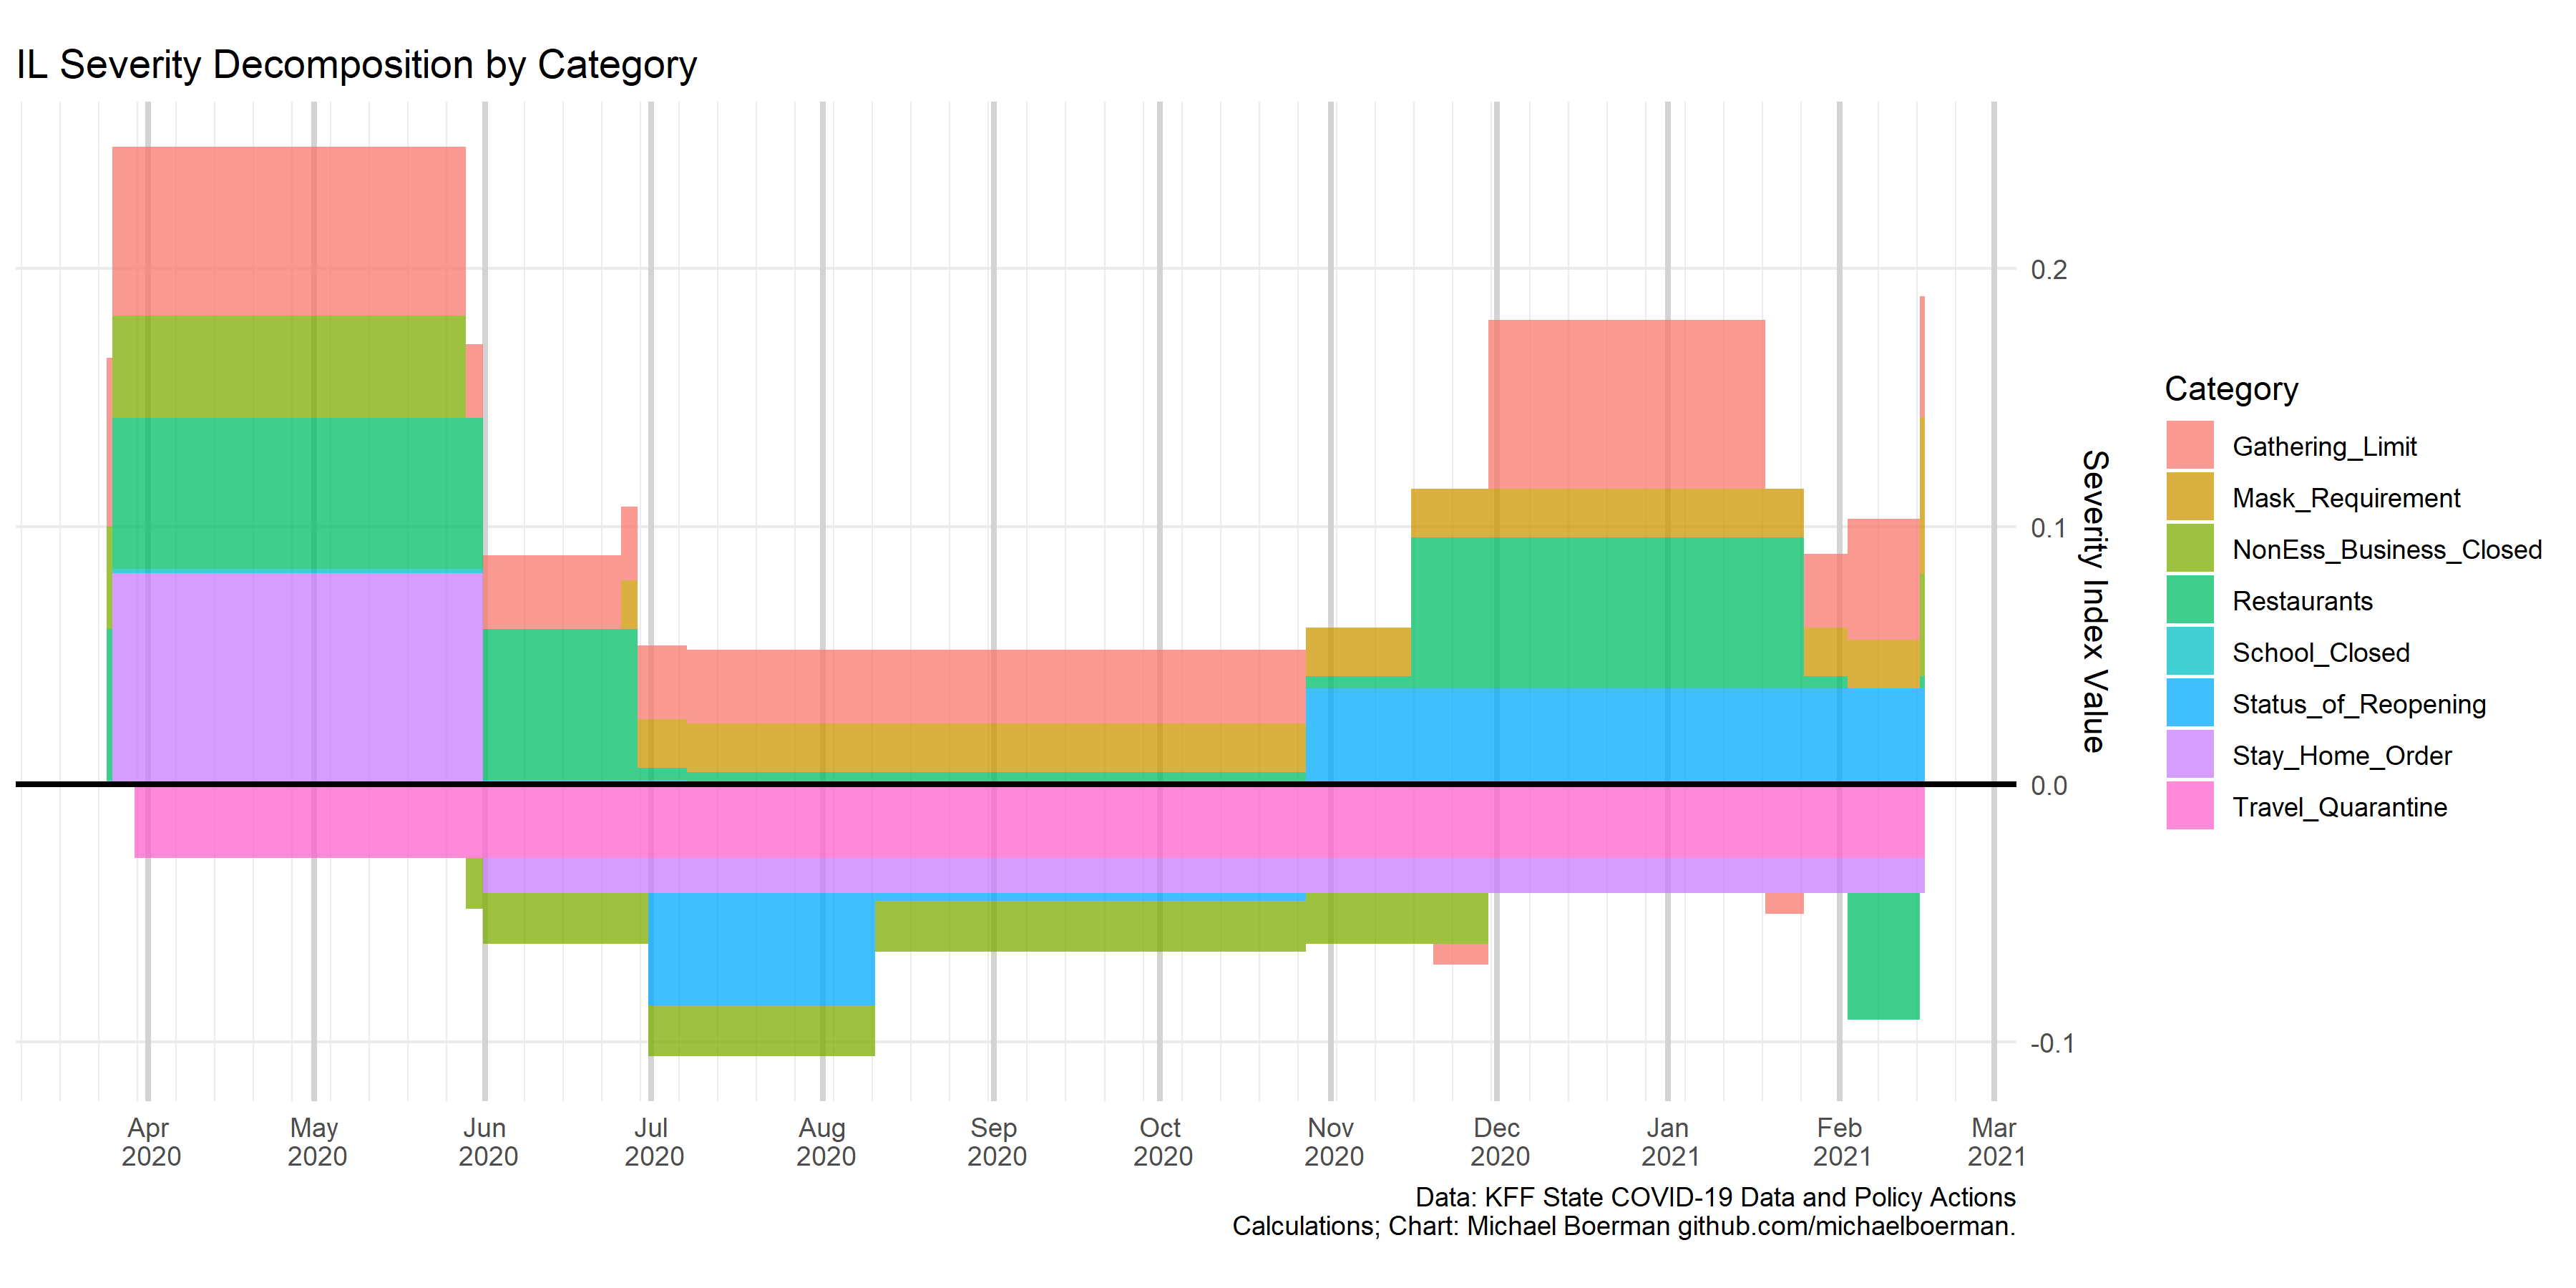 IL Severity Decomposition by Category
0.2
0.1
0.0
-0.1
Severity Index Value
Category
Gathering_Limit
Mask_Requirement
NonEss_Business_Closed
Restaurants
School_Closed
Status_of_Reopening
Stay_Home_Order
Travel_Quarantine
Apr May Jun Jul Aug Sep Oct Nov Dec Jan Feb Mar
2020 2020 2020 2020 2020 2020 2020 2020 2020 2021 2021 2021
Data: KFF State COVID-19 Data and Policy Actions
Calculations; Chart: Michael Boerman github.com/michaelboerman.